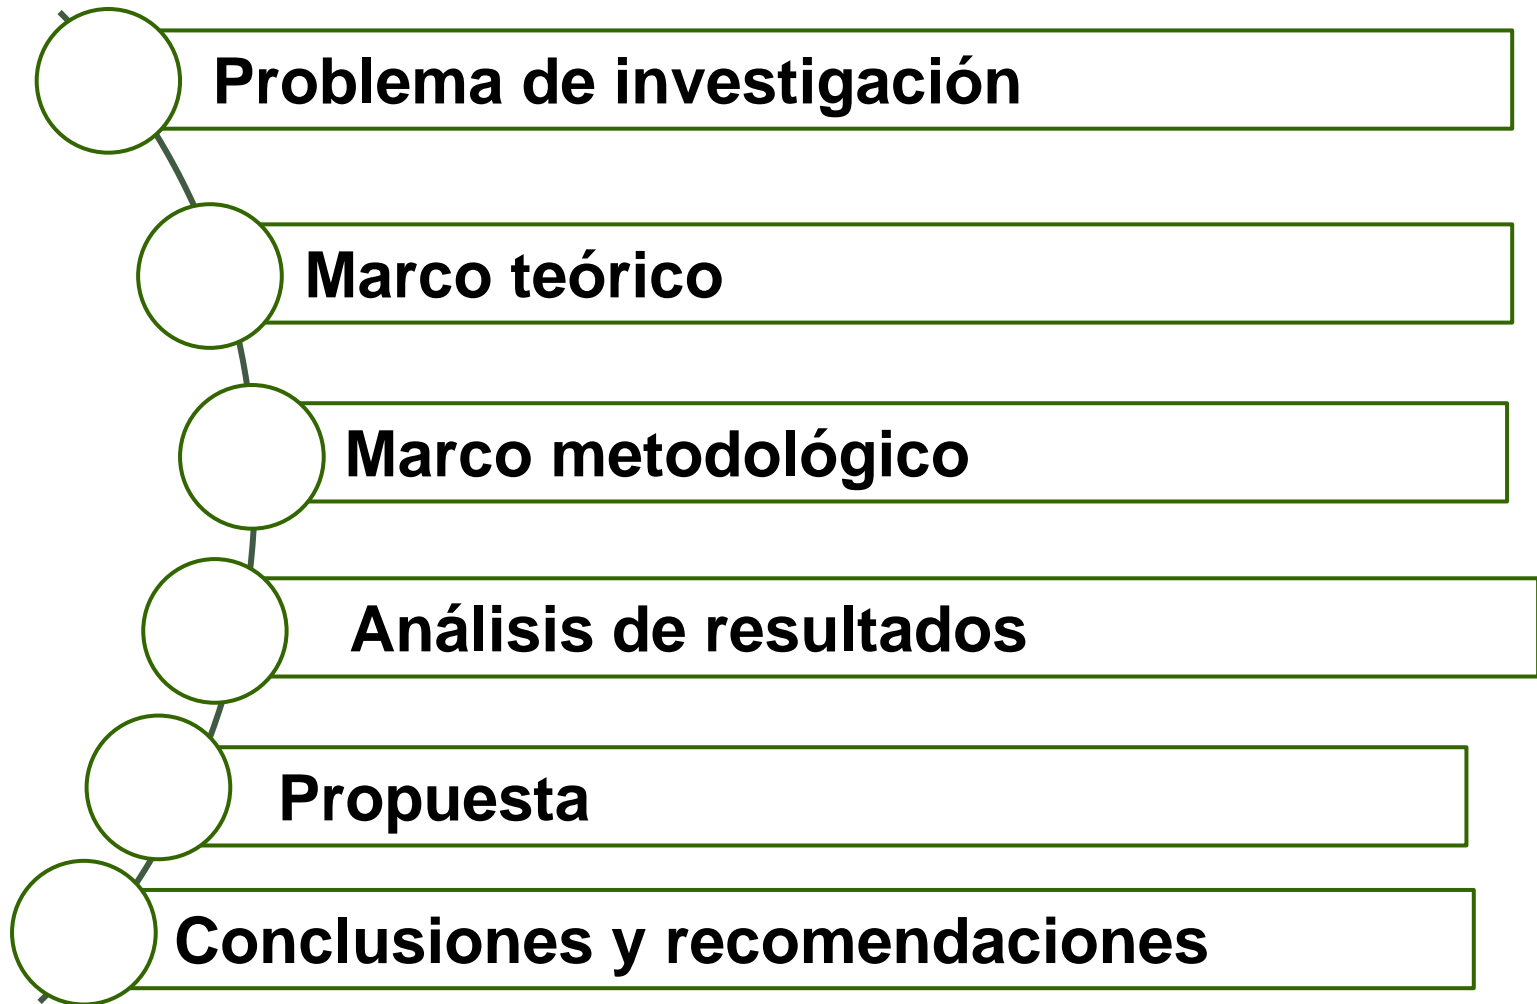 Problema de investigación
Marco teórico
Marco metodológico
Análisis de resultados
Propuesta
Conclusiones y recomendaciones